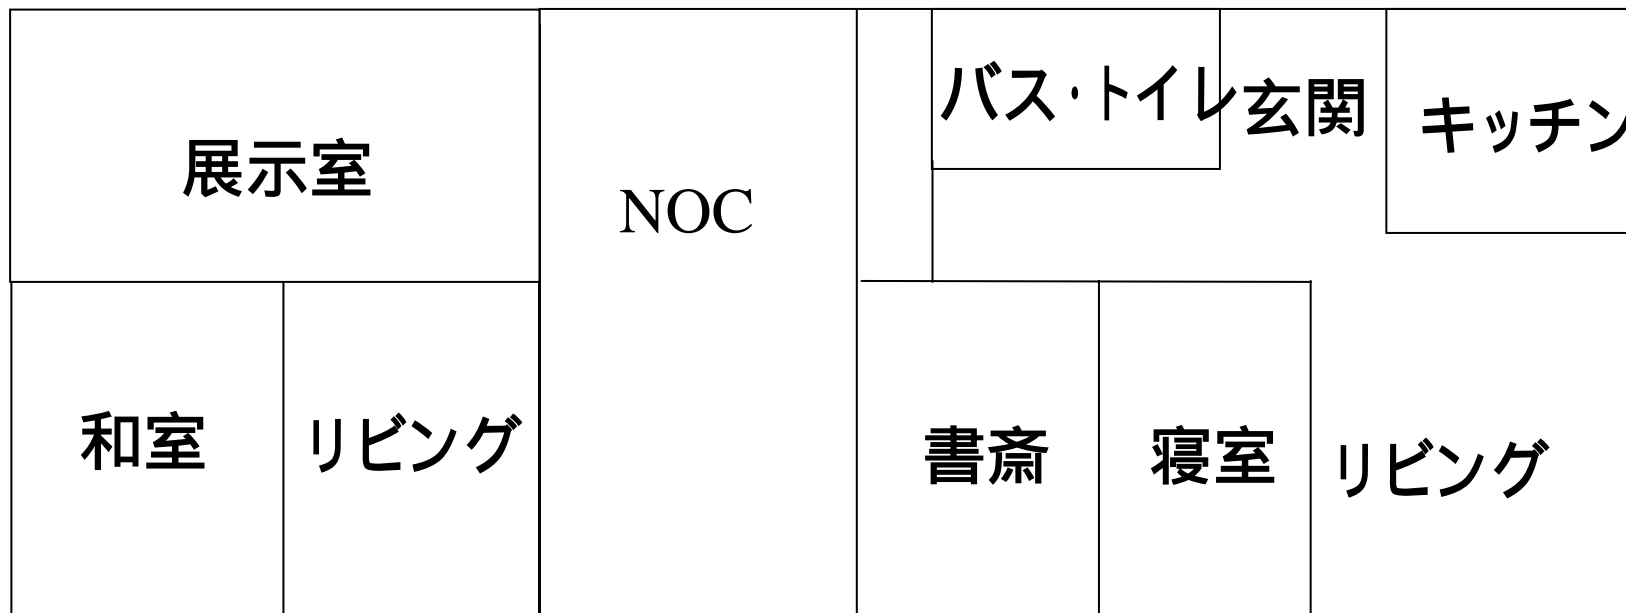 展示室
NOC
バス・トイレ
玄関
キッチン
和室
リビング
書斎
寝室
リビング